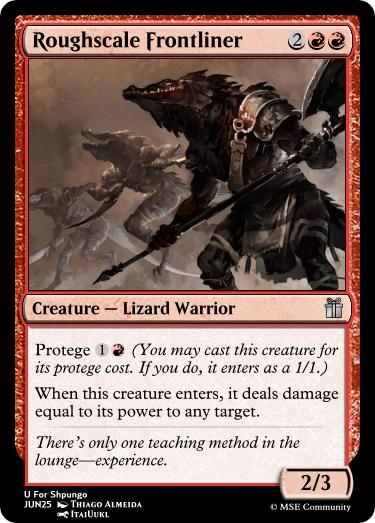 Roughscale Frontliner 2
Creature — Lizard Warrior
Protege 1 (You may cast this creature for
its protege cost. If you do, it enters as a 1/1.)
When this creature enters, it deals damage
equal to its power to any target.
There's only one teaching method in the
lounge—experience.
2/3
U For Shpungo
JUN25 Thiago Almeida
ItaiUukl
© MSE Community